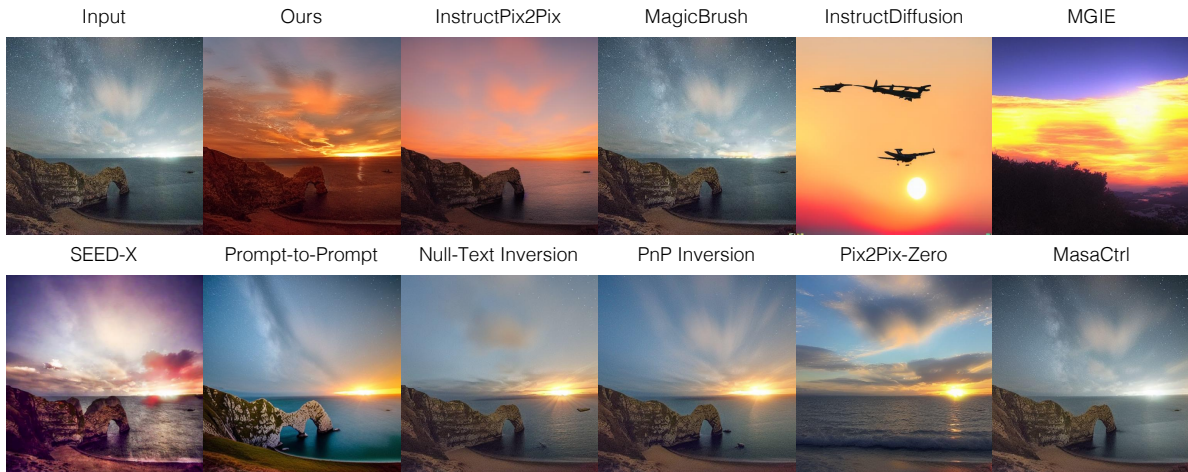 Input
Ours
InstructPix2Pix
MagicBrush
InstructDiffusion
MGIE
SEED-X
Prompt-to-Prompt
Null-Text Inversion
PnP Inversion
Pix2Pix-Zero
MasaCtrl